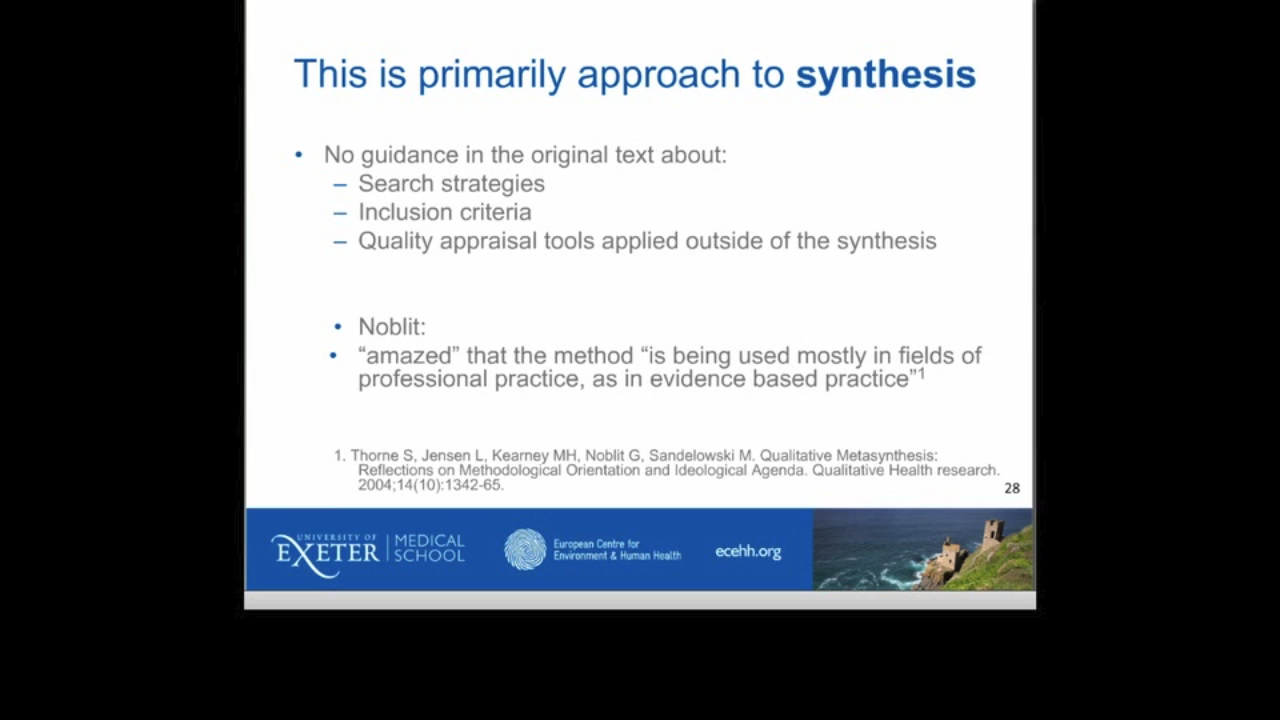 This is primarily approach to synthesis
• No guidance in the original text about:
– Search strategies
– Inclusion criteria
– Quality appraisal tools applied outside of the synthesis
• Noblit:
• “amazed” that the method “is being used mostly in fields of
professional practice, as in evidence based practice”1
1. Thorne S, Jensen L, Kearney MH, Noblit G, Sandelowski M. Qualitative Metasynthesis:
Reflections on Methodological Orientation and Ideological Agenda. Qualitative Health research.
2004;14(10):1342-65.
28
UNIVERSITY OF
EXETER
MEDICAL
SCHOOL
European Centre for
Environment & Human Health
ecehh.org